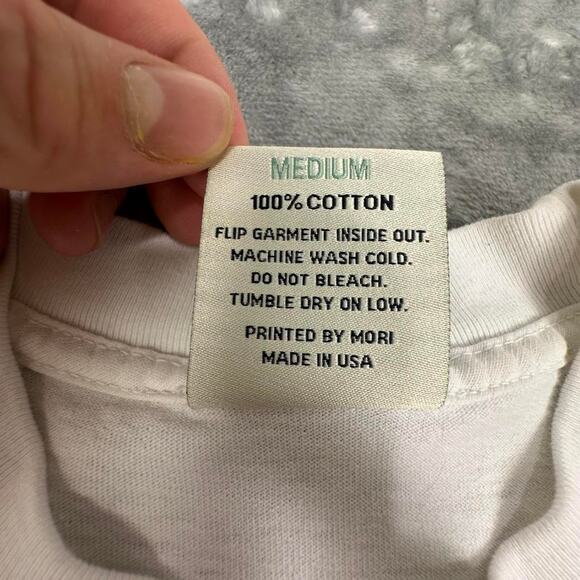 MEDIUM
100% COTTON
FLIP GARMENT INSIDE OUT.
MACHINE WASH COLD.
DO NOT BLEACH.
TUMBLE DRY ON LOW.
PRINTED BY MORI
MADE IN USA